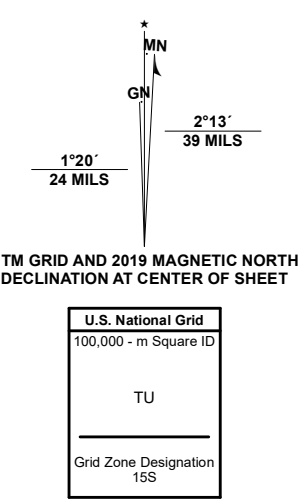 MN
GN
2°13´
39 MILS
1°20´
24 MILS
TM GRID AND 2019 MAGNETIC NORTH
DECLINATION AT CENTER OF SHEET
U.S. National Grid
100,000 - m Square ID
TU
Grid Zone Designation
15S